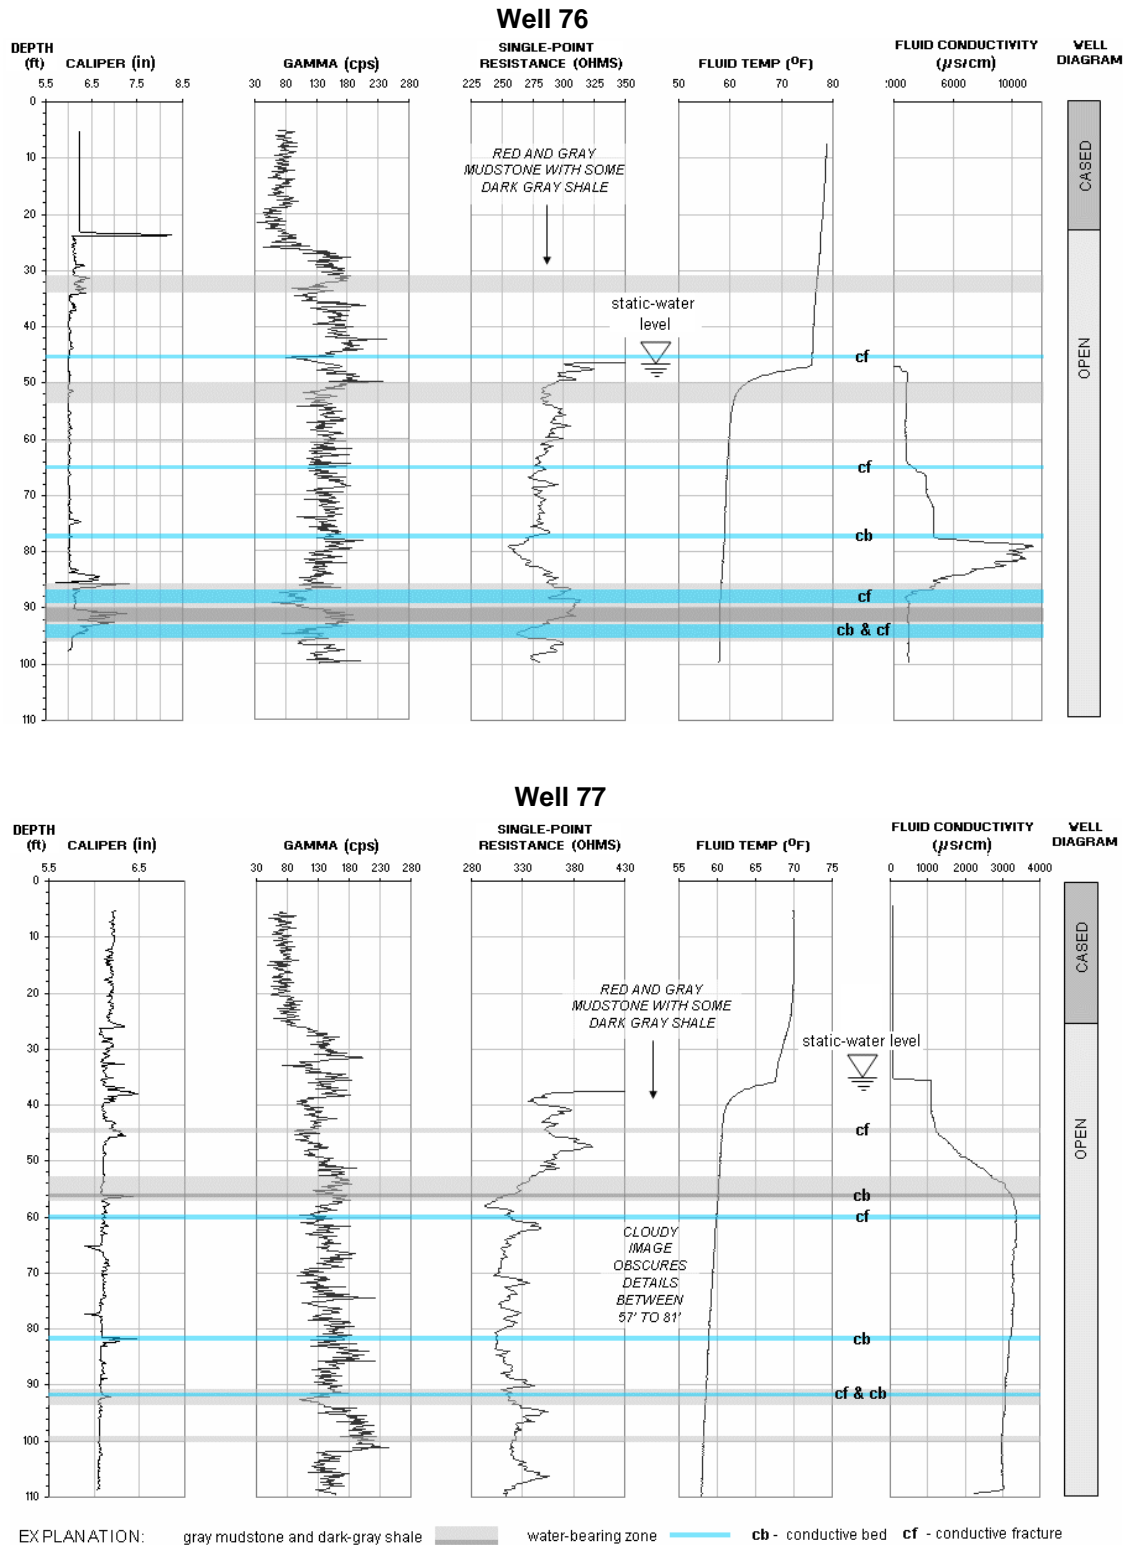 Well 76
DEPTH
(ft)
CALIPER (in)
GAMMA (cps)
SINGLE-POINT
RESISTANCE (OHMS)
FLUID TEMP (ºF)
FLUID CONDUCTIVITY
(µs/cm)
WELL
DIAGRAM
5.5 6.5 7.5 8.5
30 80 130 180 230 280
225 250 275 300 325 350
50 60 70 80
2000 6000 10000
0
10
20
30
40
50
60
70
80
90
100
110
RED AND GRAY
MUDSTONE WITH SOME
DARK GRAY SHALE
static-water
level
cf
cf
cb
cf
cb & cf
CASED
OPEN
Well 77
DEPTH
(ft)
CALIPER (in)
GAMMA (cps)
SINGLE-POINT
RESISTANCE (OHMS)
FLUID TEMP (ºF)
FLUID CONDUCTIVITY
(µs/cm)
WELL
DIAGRAM
5.5 6.5
30 80 130 180 230 280
280 330 380 430
55 60 65 70 75
0 1000 2000 3000 4000
0
10
20
30
40
50
60
70
80
90
100
110
RED AND GRAY
MUDSTONE WITH SOME
DARK GRAY SHALE
static-water level
cf
cb
cf
CLOUDY
IMAGE
OBSCURES
DETAILS
BETWEEN
57' TO 81'
cb
cf & cb
CASED
OPEN
EXPLANATION: gray mudstone and dark-gray shale water-bearing zone cb - conductive bed cf - conductive fracture